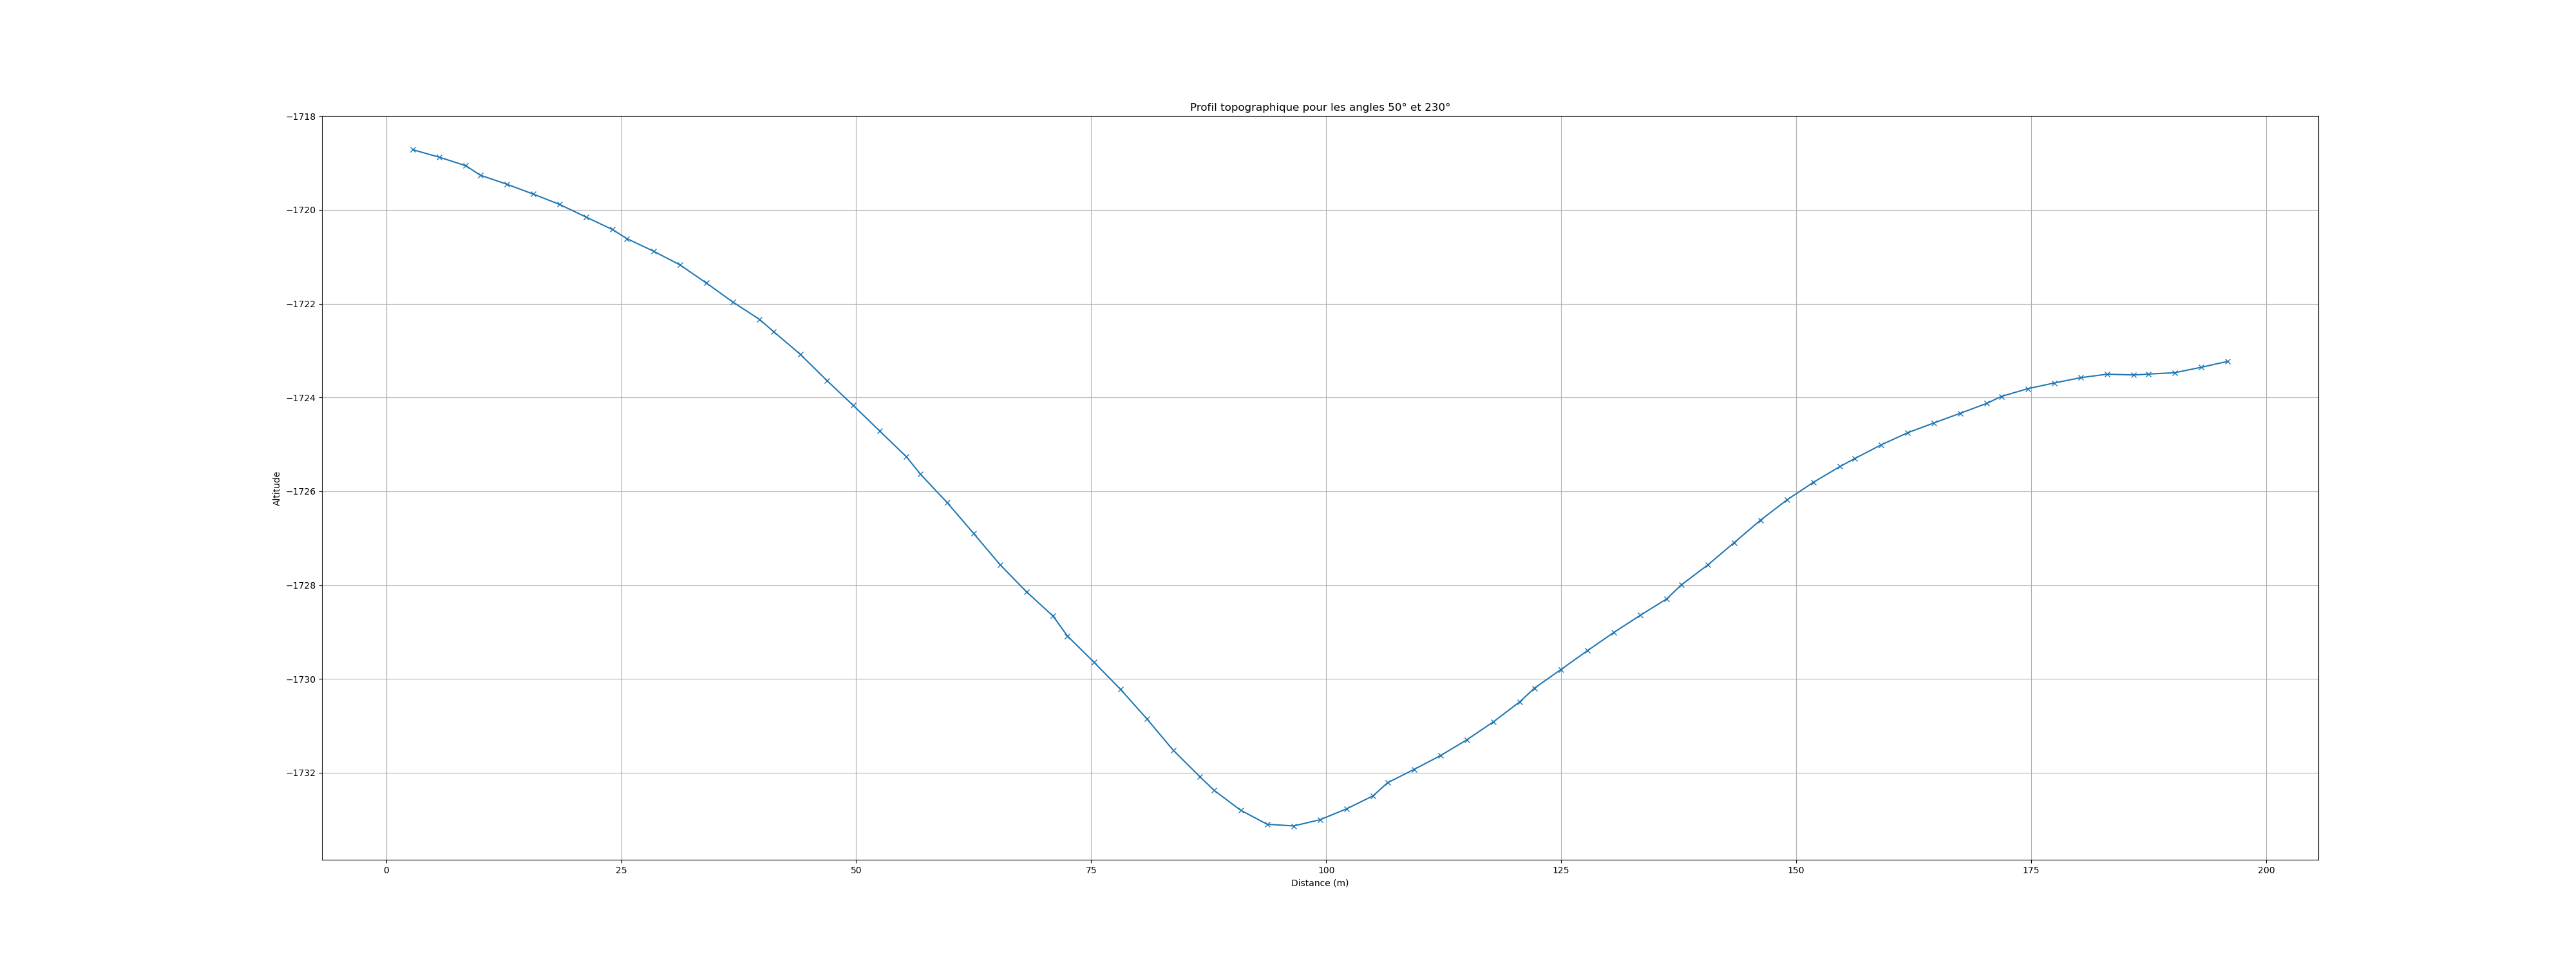 Profil topographique pour les angles 50° et 230°
−1718
−1720
−1722
−1724
−1726
−1728
−1730
−1732
Altitude
0 25 50 75 100 125 150 175 200
Distance (m)